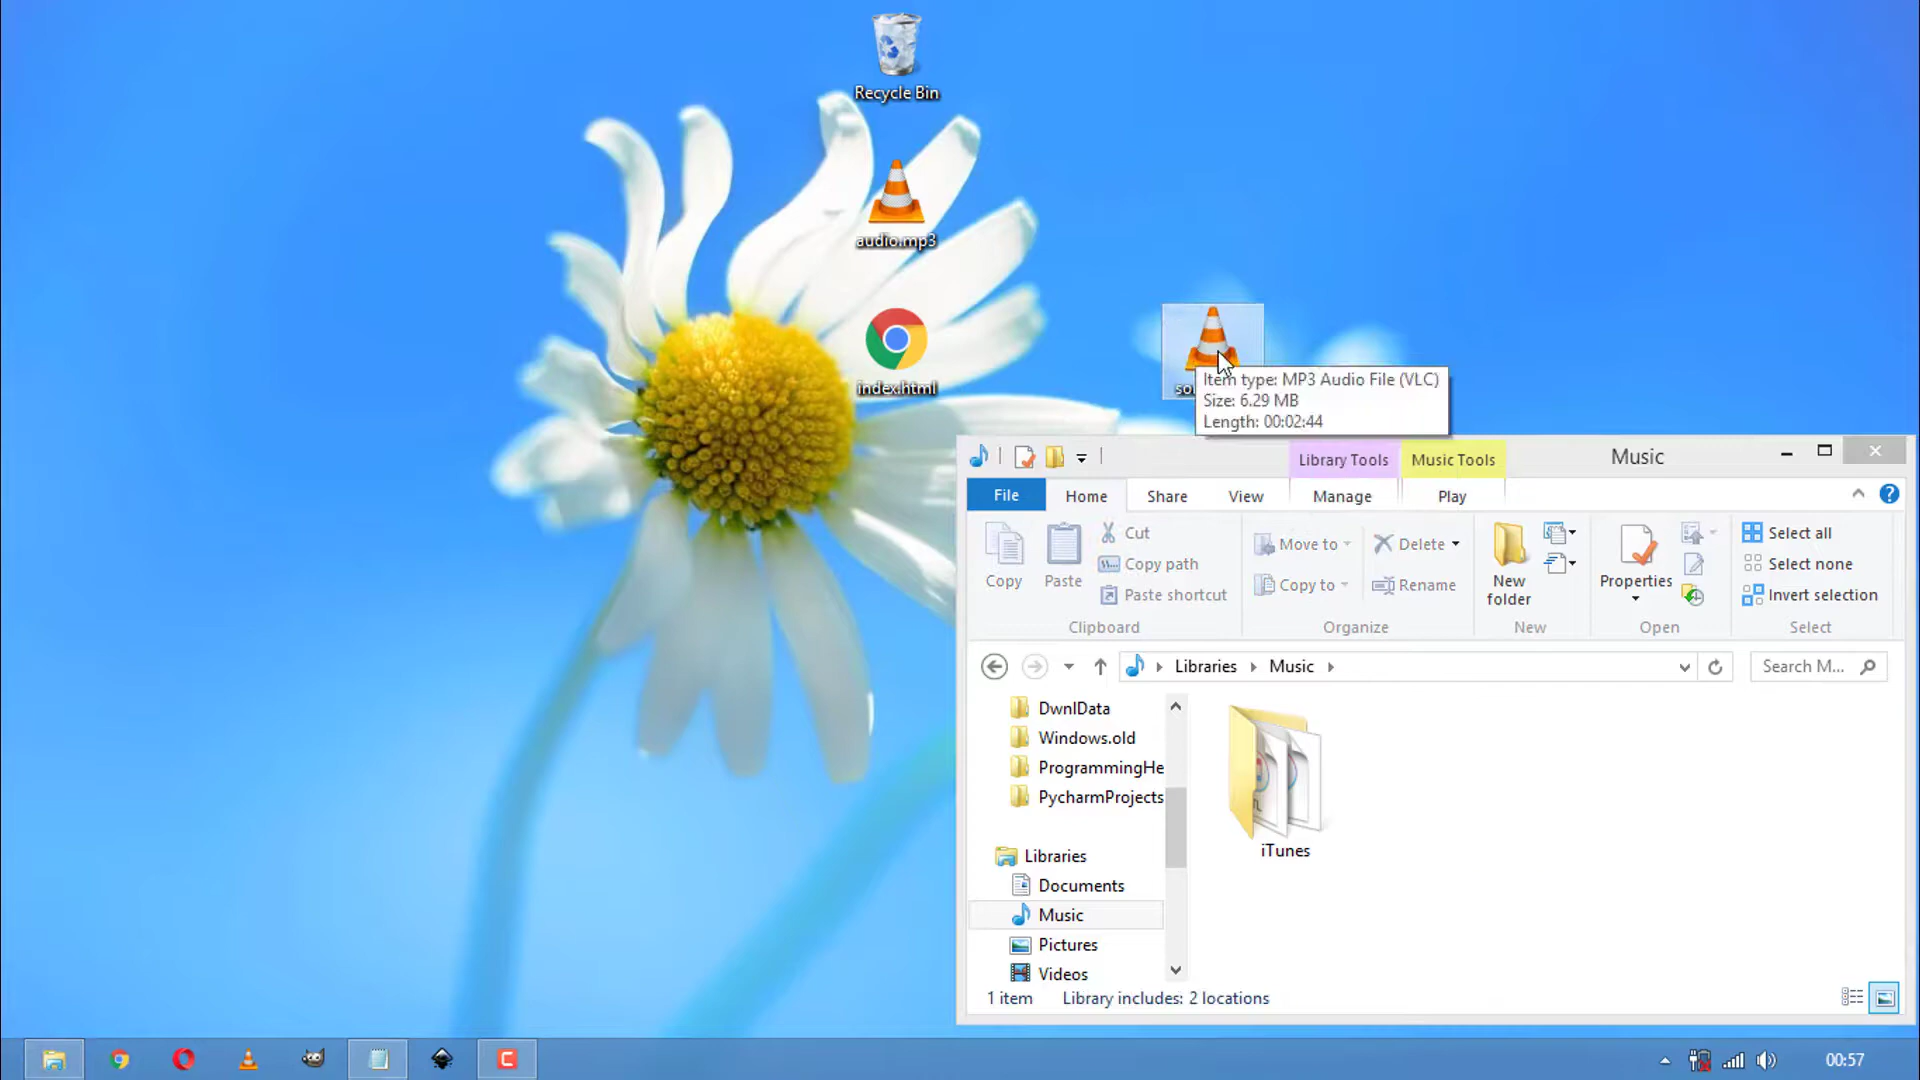 Recycle Bin
audio.mp3
index.html
Item type: MP3 Audio File (VLC)
Size: 6.29 MB
Length: 00:02:44
Library Tools
Music Tools
Music
File
Home
Share
View
Manage
Play
Copy
Paste
Cut
Copy path
Paste shortcut
Clipboard
Move to
Copy to
Delete
Rename
Organize
New
folder
New
Properties
Open
Select all
Select none
Invert selection
Select
Libraries
Music
Search M...
DwnlData
Windows.old
ProgrammingHe
PycharmProjects
Libraries
Documents
Music
Pictures
Videos
iTunes
1 item
Library includes: 2 locations
00:57